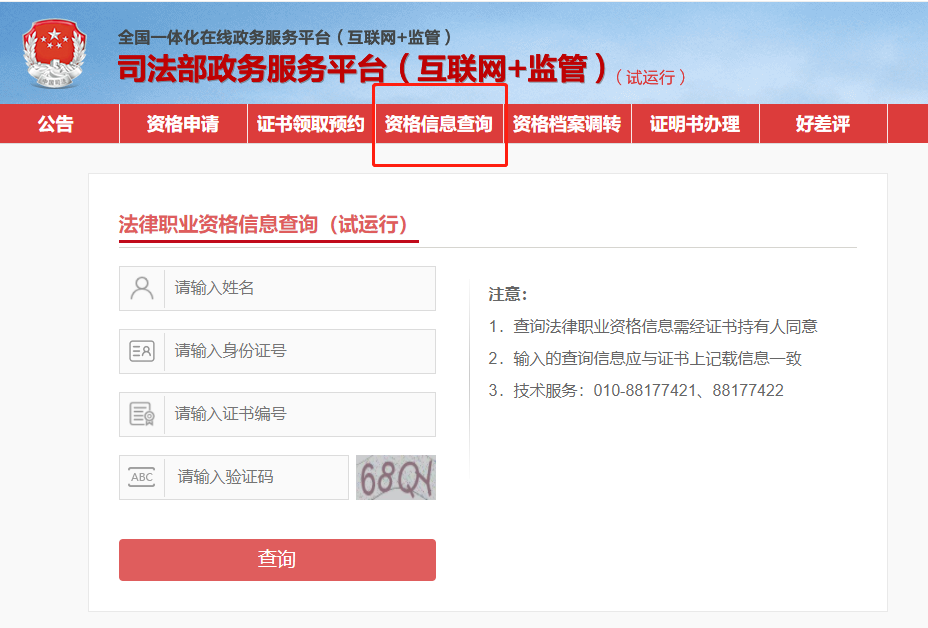 全国一体化在线政务服务平台（互联网+监管）
司法部政务服务平台（互联网+监管）（试运行）
公告 资格申请 证书领取预约 资格信息查询 资格档案调转 证明书办理 好差评
法律职业资格信息查询（试运行）
请输入姓名
请输入身份证号
请输入证书编号
ABC 请输入验证码
查询
注意：
1. 查询法律职业资格信息需经证书持有人同意
2. 输入的查询信息应与证书上记载信息一致
3. 技术服务：010-88177421、88177422